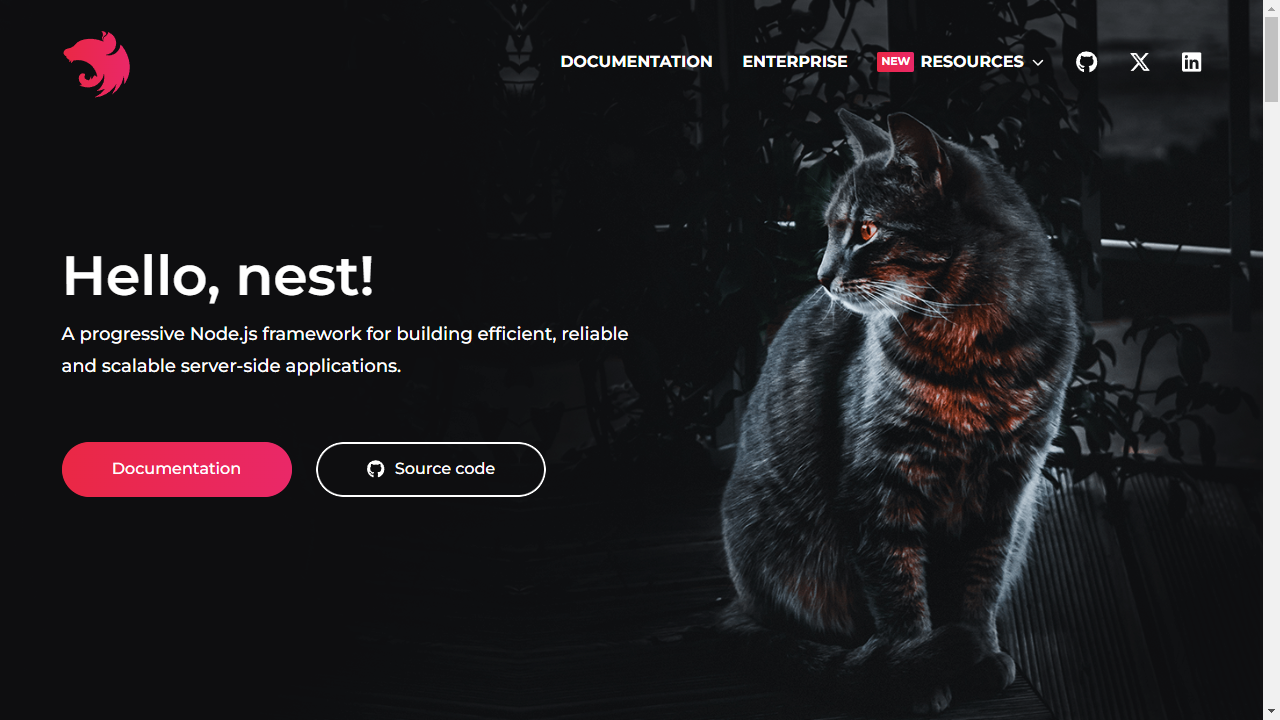 DOCUMENTATION ENTERPRISE NEW RESOURCES
Hello, nest!
A progressive Node.js framework for building efficient, reliable
and scalable server-side applications.
Documentation Source code